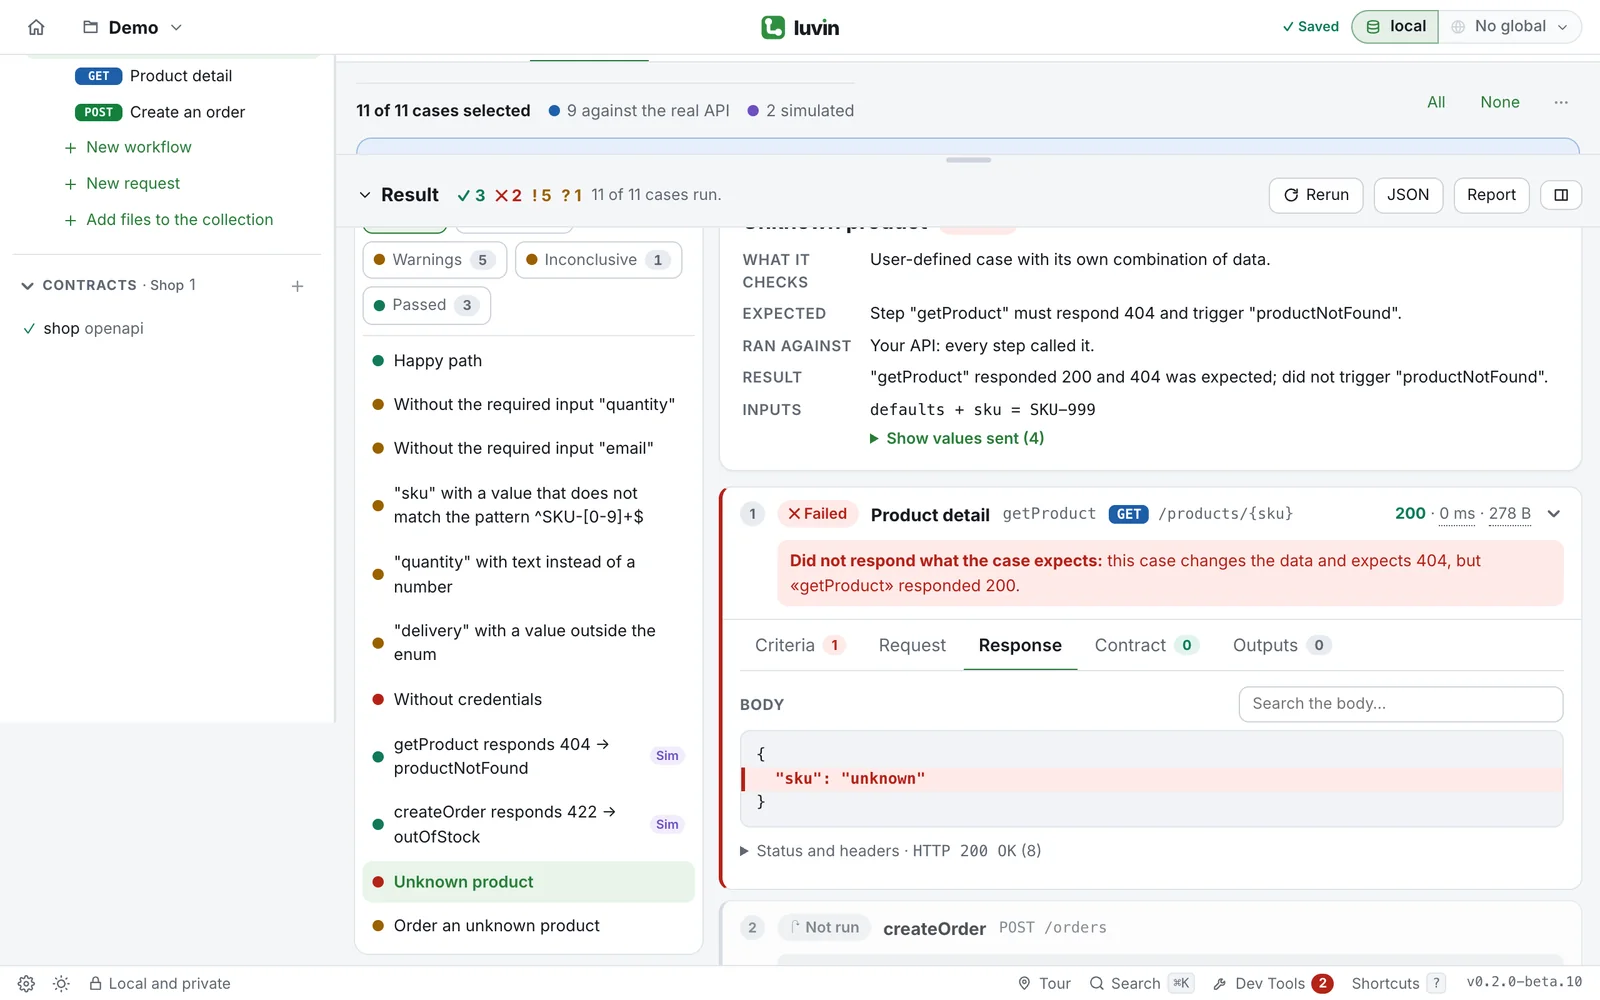 Demo
luvin
Saved
local
No global
GET Product detail
POST Create an order
+ New workflow
+ New request
+ Add files to the collection
CONTRACTS · Shop 1 +
shop openapi
11 of 11 cases selected 9 against the real API 2 simulated
All None ...
Result ✓ 3 ✕ 2 ! 5 ? 1 11 of 11 cases run.
Rerun JSON Report
Warnings 5 Inconclusive 1
Passed 3
Happy path
Without the required input "quantity"
Without the required input "email"
"sku" with a value that does not
match the pattern ^SKU-[0-9]+$
"quantity" with text instead of a
number
"delivery" with a value outside the
enum
Without credentials
getProduct responds 404 →
productNotFound
Sim
createOrder responds 422 →
outOfStock
Sim
Unknown product
Order an unknown product
Unknown product
WHAT IT
CHECKS
User-defined case with its own combination of data.
EXPECTED Step "getProduct" must respond 404 and trigger "productNotFound".
RAN AGAINST Your API: every step called it.
RESULT "getProduct" responded 200 and 404 was expected; did not trigger "productNotFound".
INPUTS defaults + sku = SKU-999
Show values sent (4)
1 ✕ Failed Product detail getProduct GET /products/{sku} 200 · 0 ms · 278 B
Did not respond what the case expects: this case changes the data and expects 404, but
«getProduct» responded 200.
Criteria 1 Request Response Contract 0 Outputs 0
BODY Search the body...
{
"sku": "unknown"
}
Status and headers · HTTP 200 OK (8)
2 Not run createOrder POST /orders
Local and private
Tour Search ⌘K Dev Tools 2 Shortcuts ? v0.2.0-beta.10